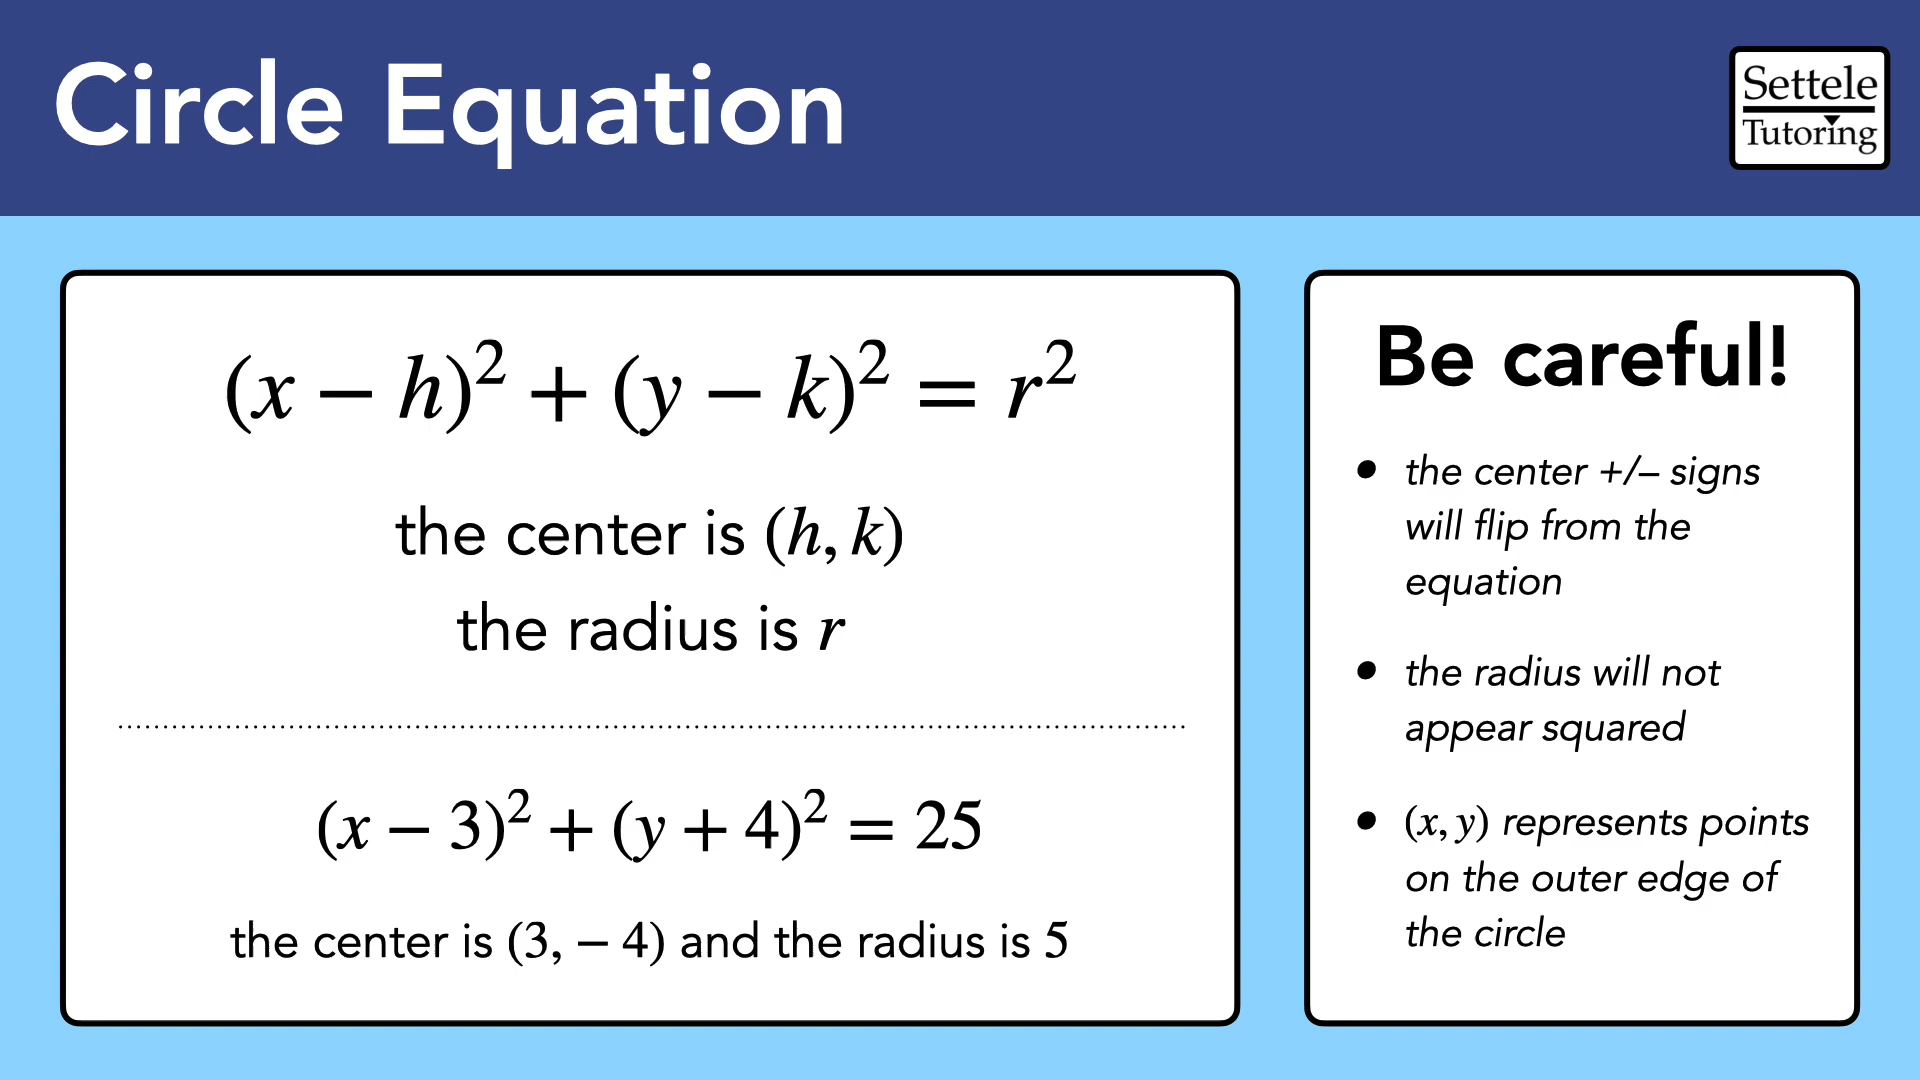 Circle Equation
Settele
Tutoring
(x − h)² + (y − k)² = r²
the center is (h, k)
the radius is r
(x − 3)² + (y + 4)² = 25
the center is (3, − 4) and the radius is 5
Be careful!
• the center +/– signs
will flip from the
equation
• the radius will not
appear squared
• (x, y) represents points
on the outer edge of
the circle